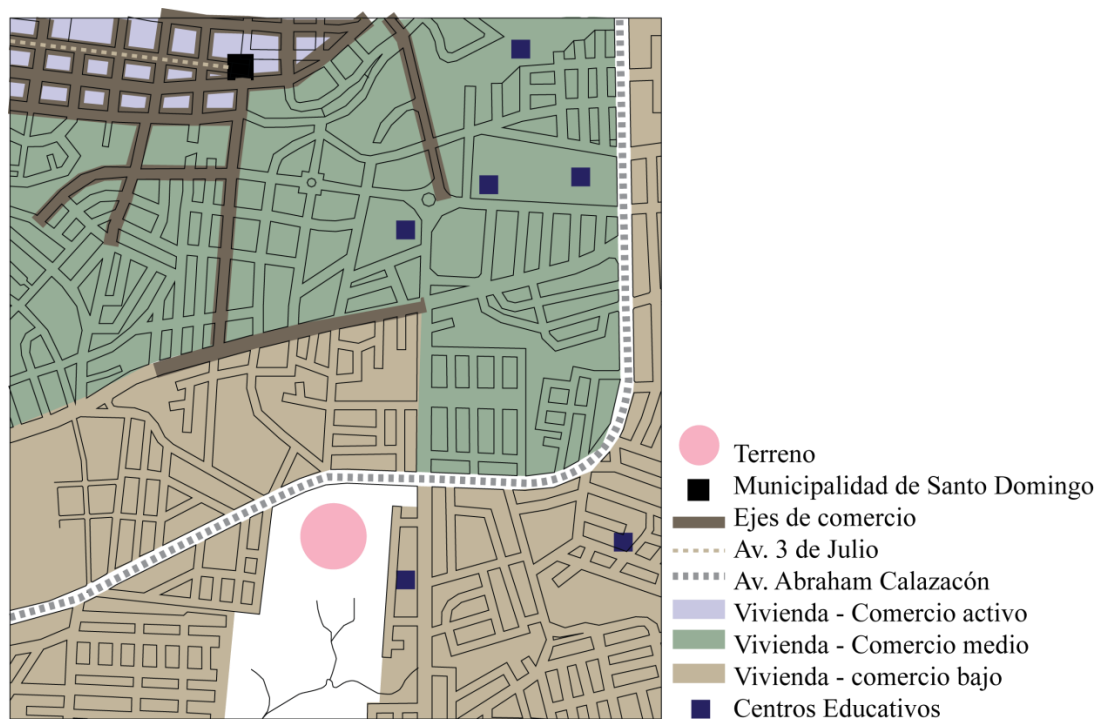 Terreno
Municipalidad de Santo Domingo
Ejes de comercio
Av. 3 de Julio
Av. Abraham Calazacón
Vivienda - Comercio activo
Vivienda - Comercio medio
Vivienda - comercio bajo
Centros Educativos